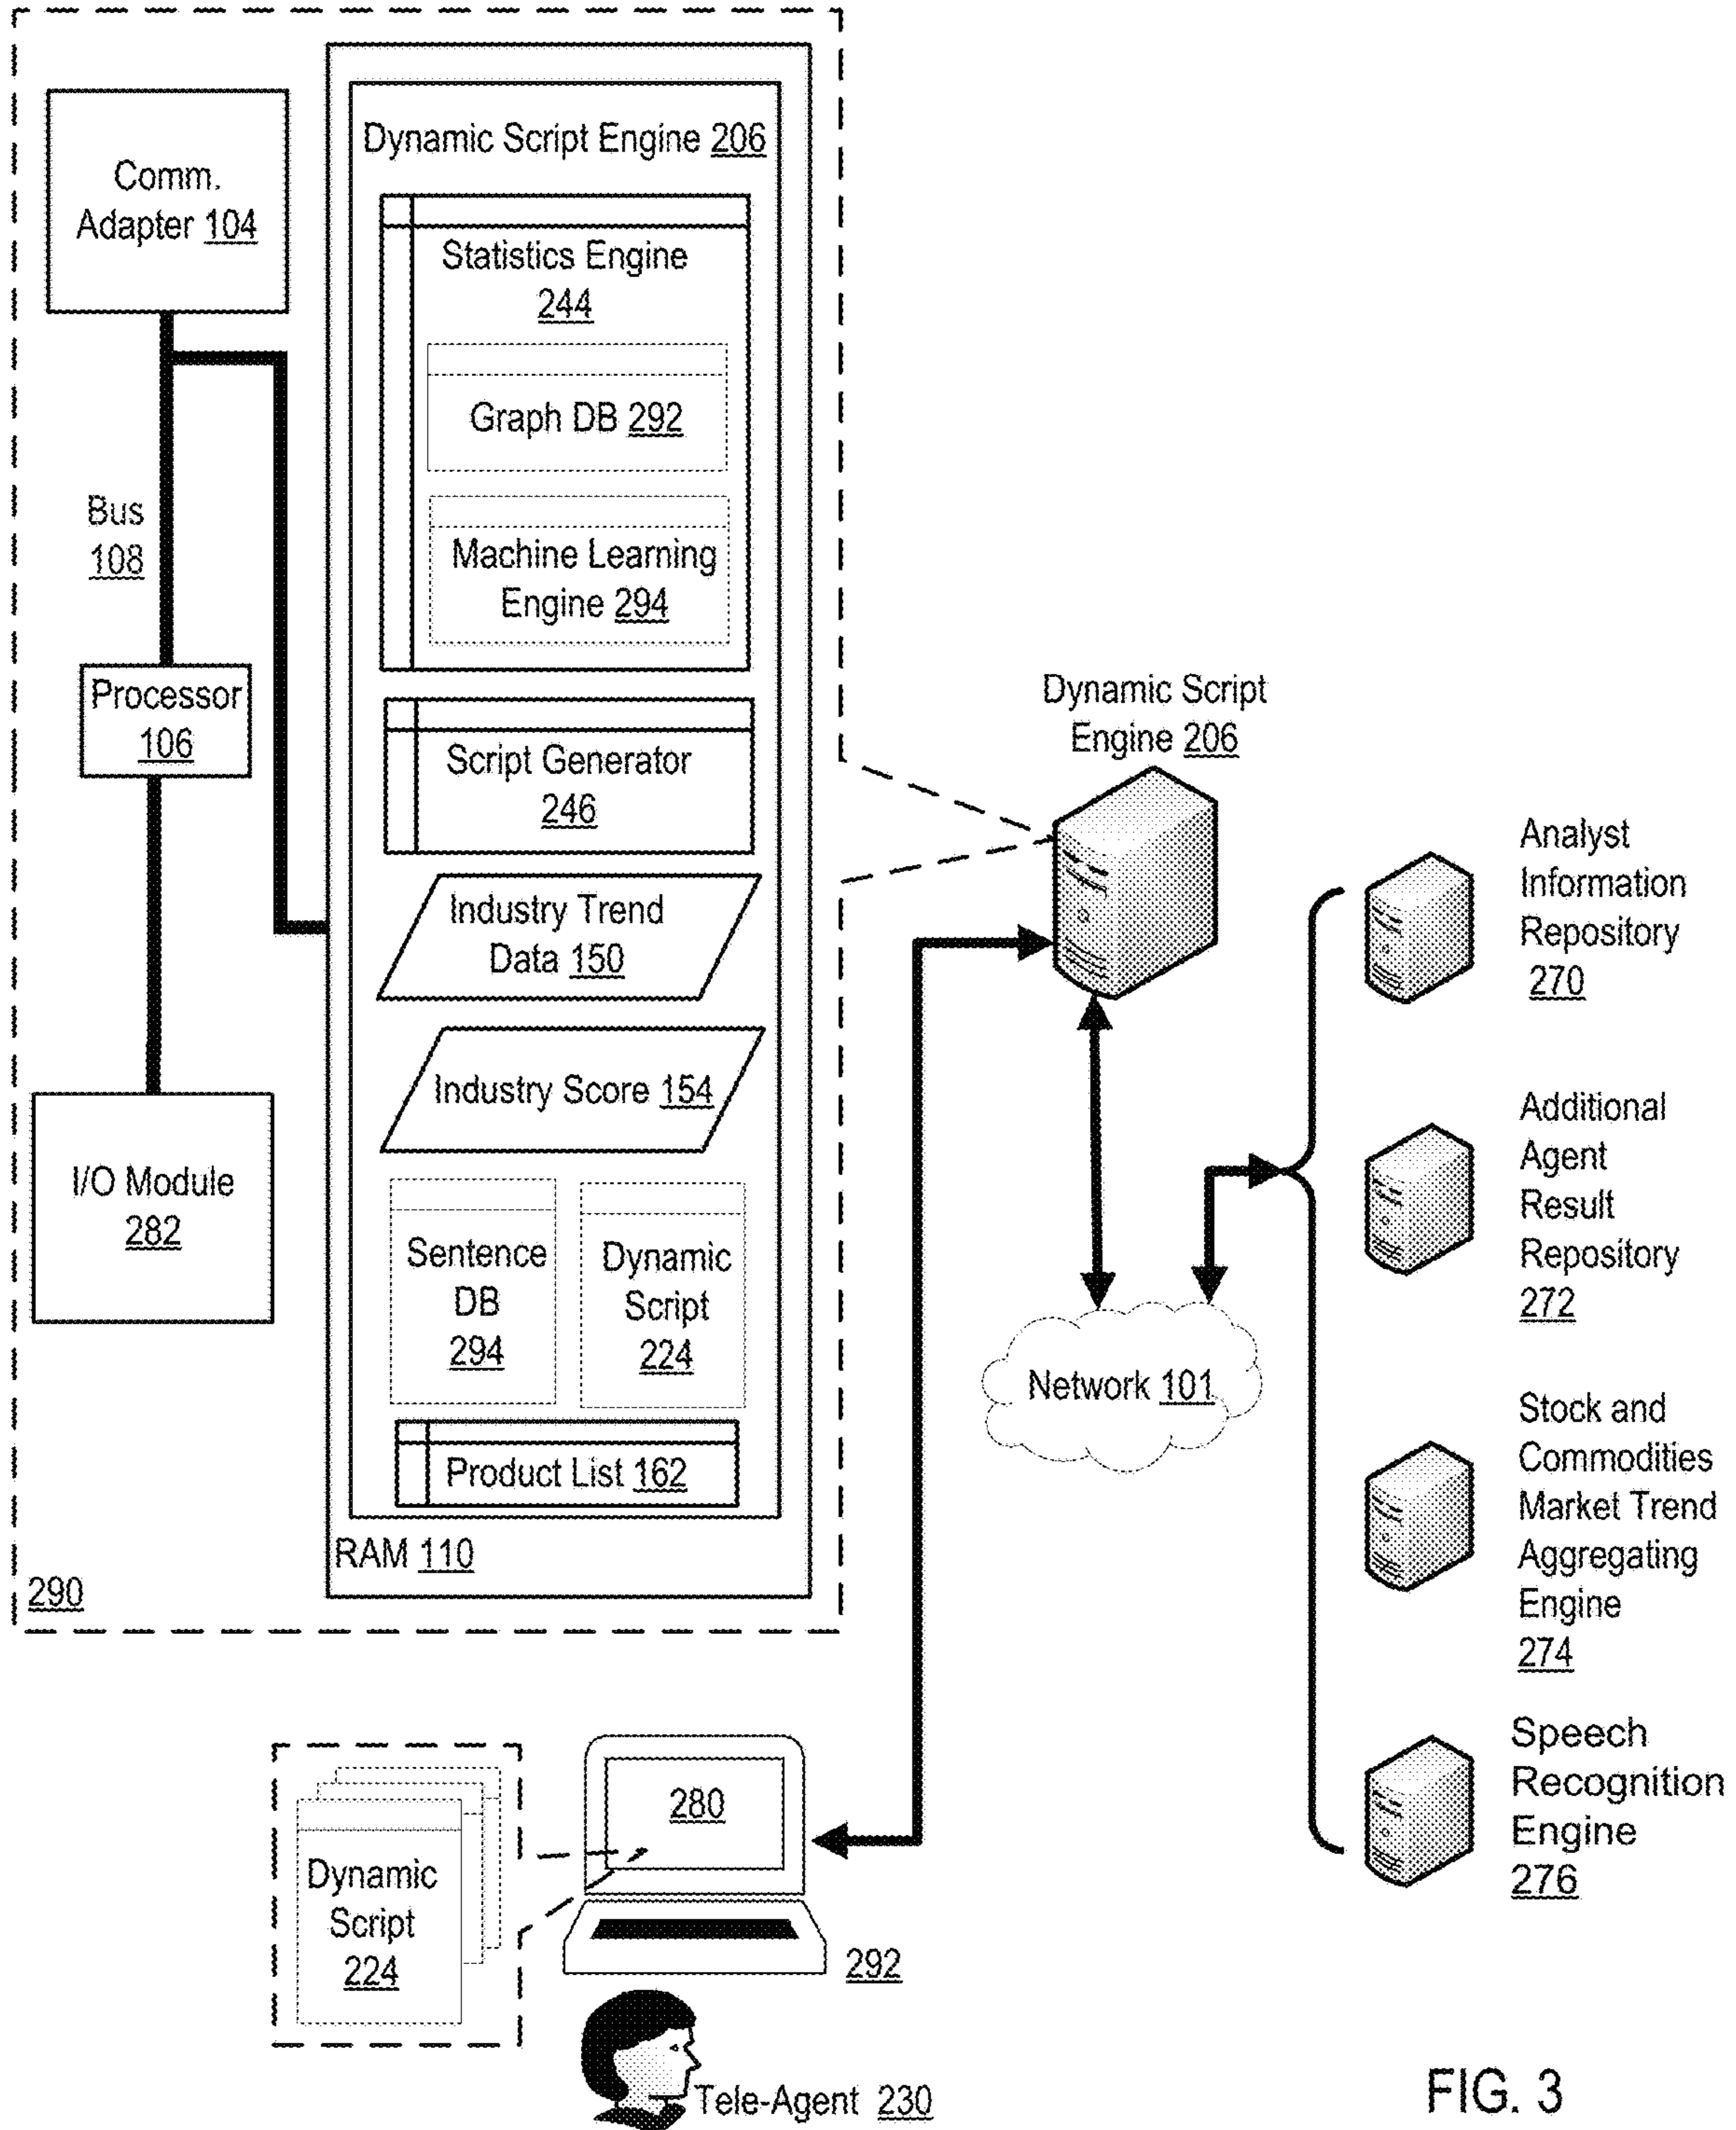 Comm.
Adapter 104
Bus
108
Processor
106
I/O Module
282
290
Dynamic Script Engine 206
Statistics Engine
244
Graph DB 292
Machine Learning
Engine 294
Script Generator
246
Industry Trend
Data 150
Industry Score 154
Sentence
DB
294
Dynamic
Script
224
Product List 162
RAM 110
Dynamic Script
Engine 206
Network 101
Analyst
Information
Repository
270
Additional
Agent
Result
Repository
272
Stock and
Commodities
Market Trend
Aggregating
Engine
274
Speech
Recognition
Engine
276
Dynamic
Script
224
280
292
Tele-Agent 230
FIG. 3